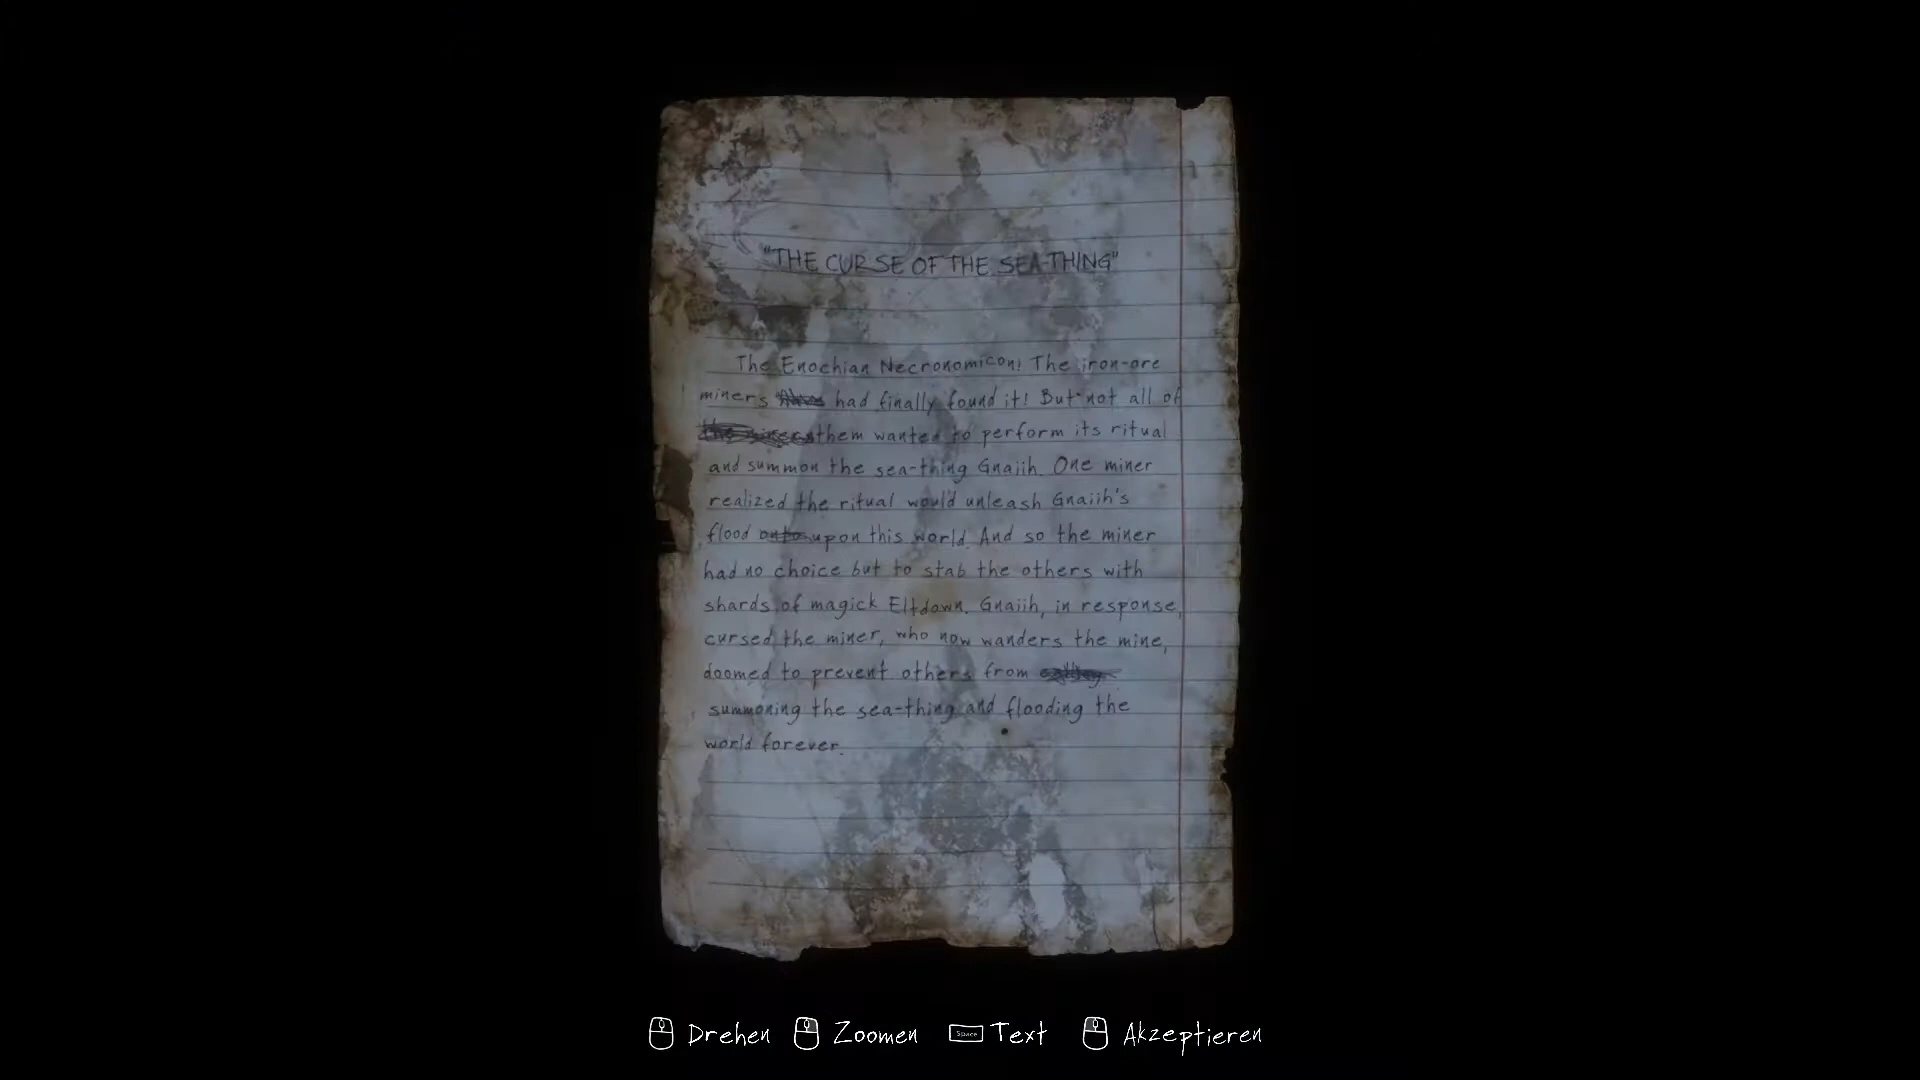 "THE CURSE OF THE SEA-THING"
The Enochian Necronomicon! The iron-ore
miners had finally found it! But not all of
the miners them wanted to perform its ritual
and summon the sea-thing Gnaiih. One miner
realized the ritual would unleash Gnaiih's
flood onto upon this world. And so the miner
had no choice but to stab the others with
shards of magick Eltdown. Gnaiih, in response,
cursed the miner, who now wanders the mine,
doomed to prevent others from
summoning the sea-thing and flooding the
world forever.
Drehen Zoomen Space Text Akzeptieren